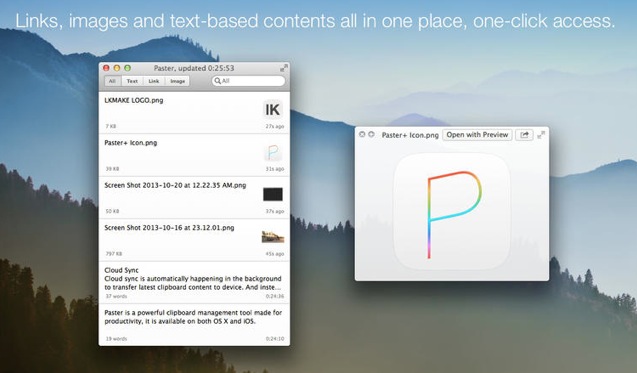 Links, images and text-based contents all in one place, one-click access.
Paster, updated 0:25:53
All Text Link Image All
LKMAKE LOGO.png
IK
7 KB 27s ago
Paster+ Icon.png
P
39 KB 31s ago
Screen Shot 2013-10-20 at 12.22.35 AM.png
50 KB 37s ago
Screen Shot 2013-10-16 at 23.12.01.png
797 KB 45s ago
Cloud Sync
Cloud sync is automatically happening in the background
to transfer latest clipboard content to device. And inste...
37 words 0:24:36
Paster is a powerful clipboard management tool made for
productivity, it is available on both OS X and iOS.
19 words 0:24:10
Paster+ Icon.png Open with Preview
P